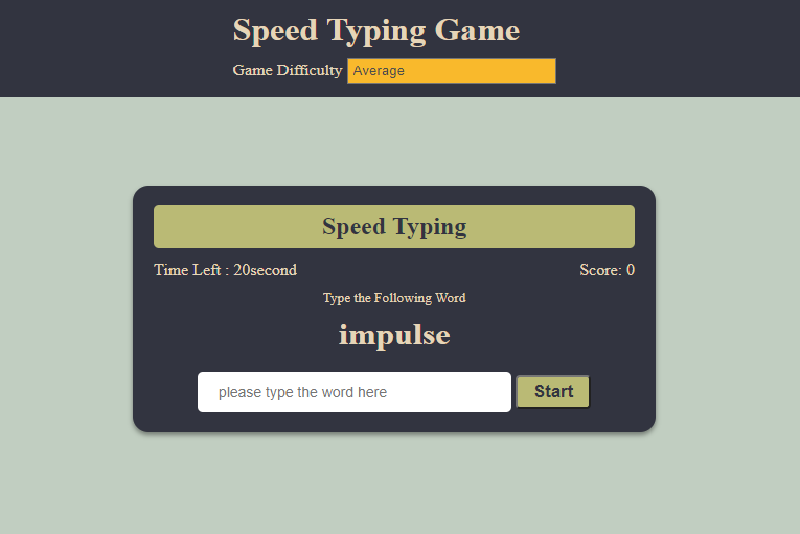 Speed Typing Game
Game Difficulty Average
Speed Typing
Time Left : 20second Score: 0
Type the Following Word
impulse
please type the word here Start